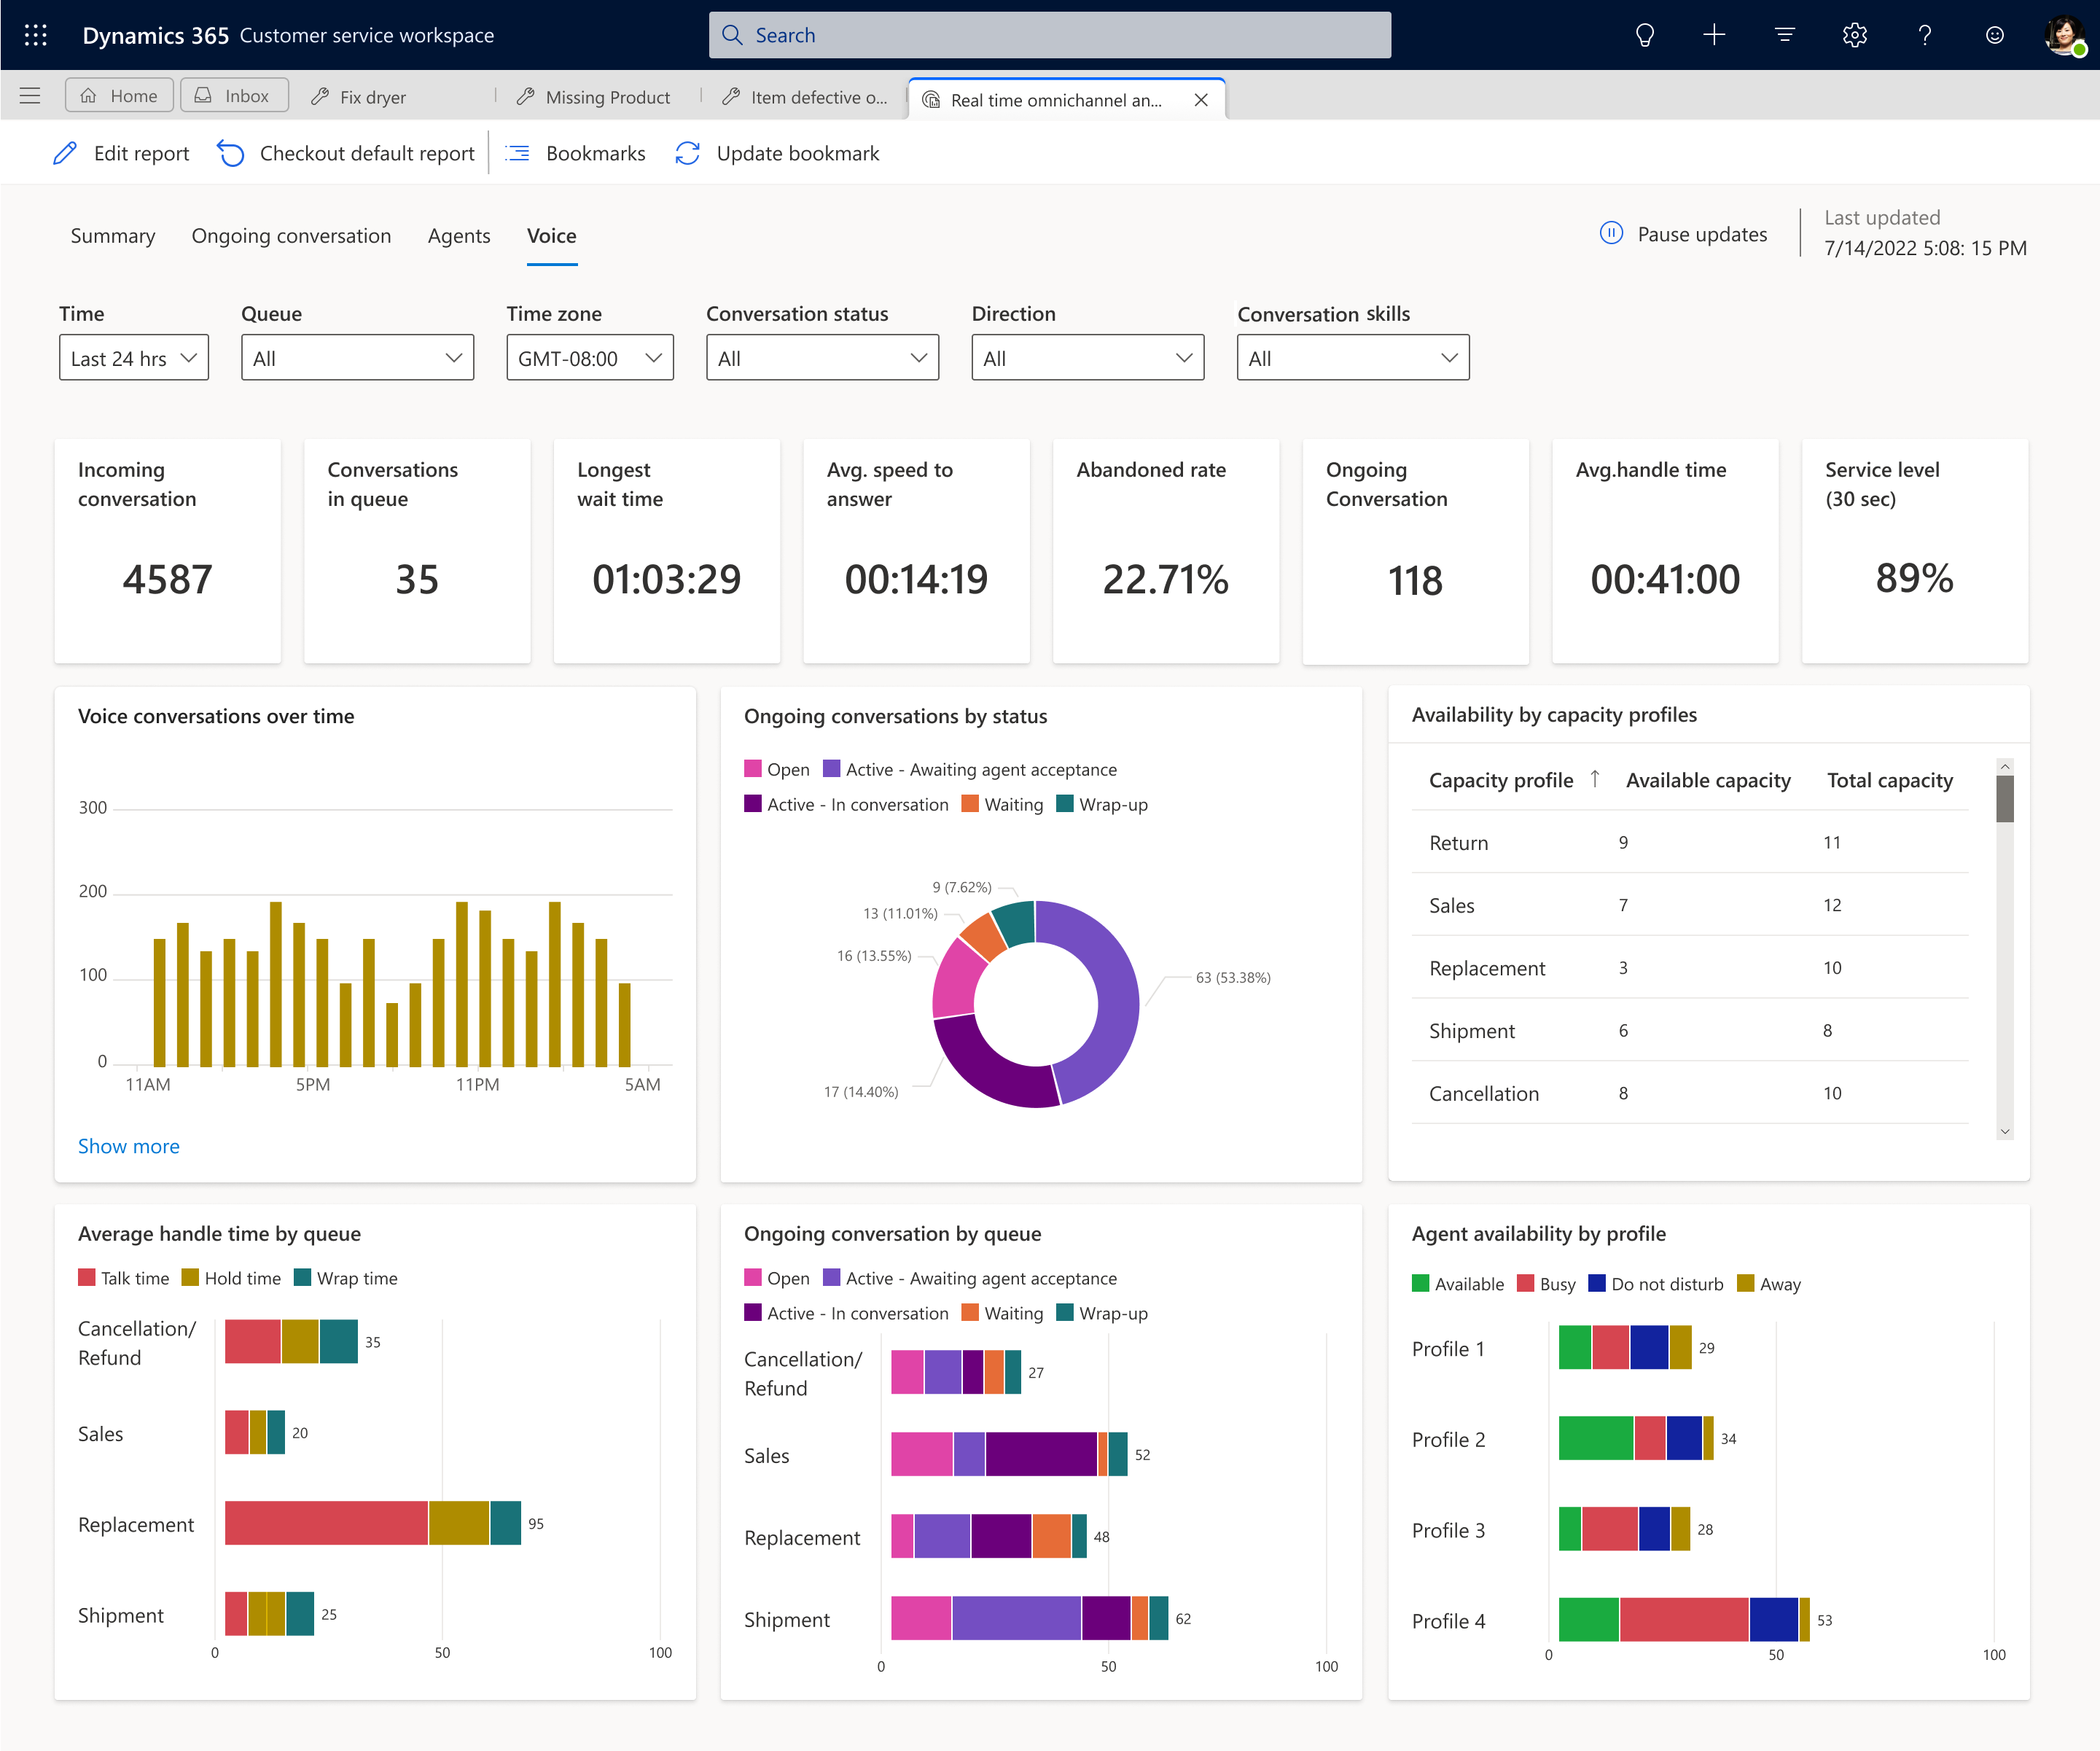 Dynamics 365 Customer service workspace
Search
Home
Inbox
Fix dryer
Missing Product
Item defective o...
Real time omnichannel an...
Edit report
Checkout default report
Bookmarks
Update bookmark
Summary
Ongoing conversation
Agents
Voice
Pause updates
Last updated
7/14/2022 5:08: 15 PM
Time
Queue
Time zone
Conversation status
Direction
Conversation skills
Last 24 hrs
All
GMT-08:00
All
All
All
Incoming
conversation
4587
Conversations
in queue
35
Longest
wait time
01:03:29
Avg. speed to
answer
00:14:19
Abandoned rate
22.71%
Ongoing
Conversation
118
Avg.handle time
00:41:00
Service level
(30 sec)
89%
Voice conversations over time
300
200
100
0
11AM
5PM
11PM
5AM
Show more
Ongoing conversations by status
Open
Active - Awaiting agent acceptance
Active - In conversation
Waiting
Wrap-up
9 (7.62%)
13 (11.01%)
16 (13.55%)
63 (53.38%)
17 (14.40%)
Availability by capacity profiles
Capacity profile
Available capacity
Total capacity
Return 9 11
Sales 7 12
Replacement 3 10
Shipment 6 8
Cancellation 8 10
Average handle time by queue
Talk time
Hold time
Wrap time
Cancellation/
Refund
35
Sales
20
Replacement
95
Shipment
25
0
50
100
Ongoing conversation by queue
Open
Active - Awaiting agent acceptance
Active - In conversation
Waiting
Wrap-up
Cancellation/
Refund
27
Sales
52
Replacement
48
Shipment
62
0
50
100
Agent availability by profile
Available
Busy
Do not disturb
Away
Profile 1
29
Profile 2
34
Profile 3
28
Profile 4
53
0
50
100